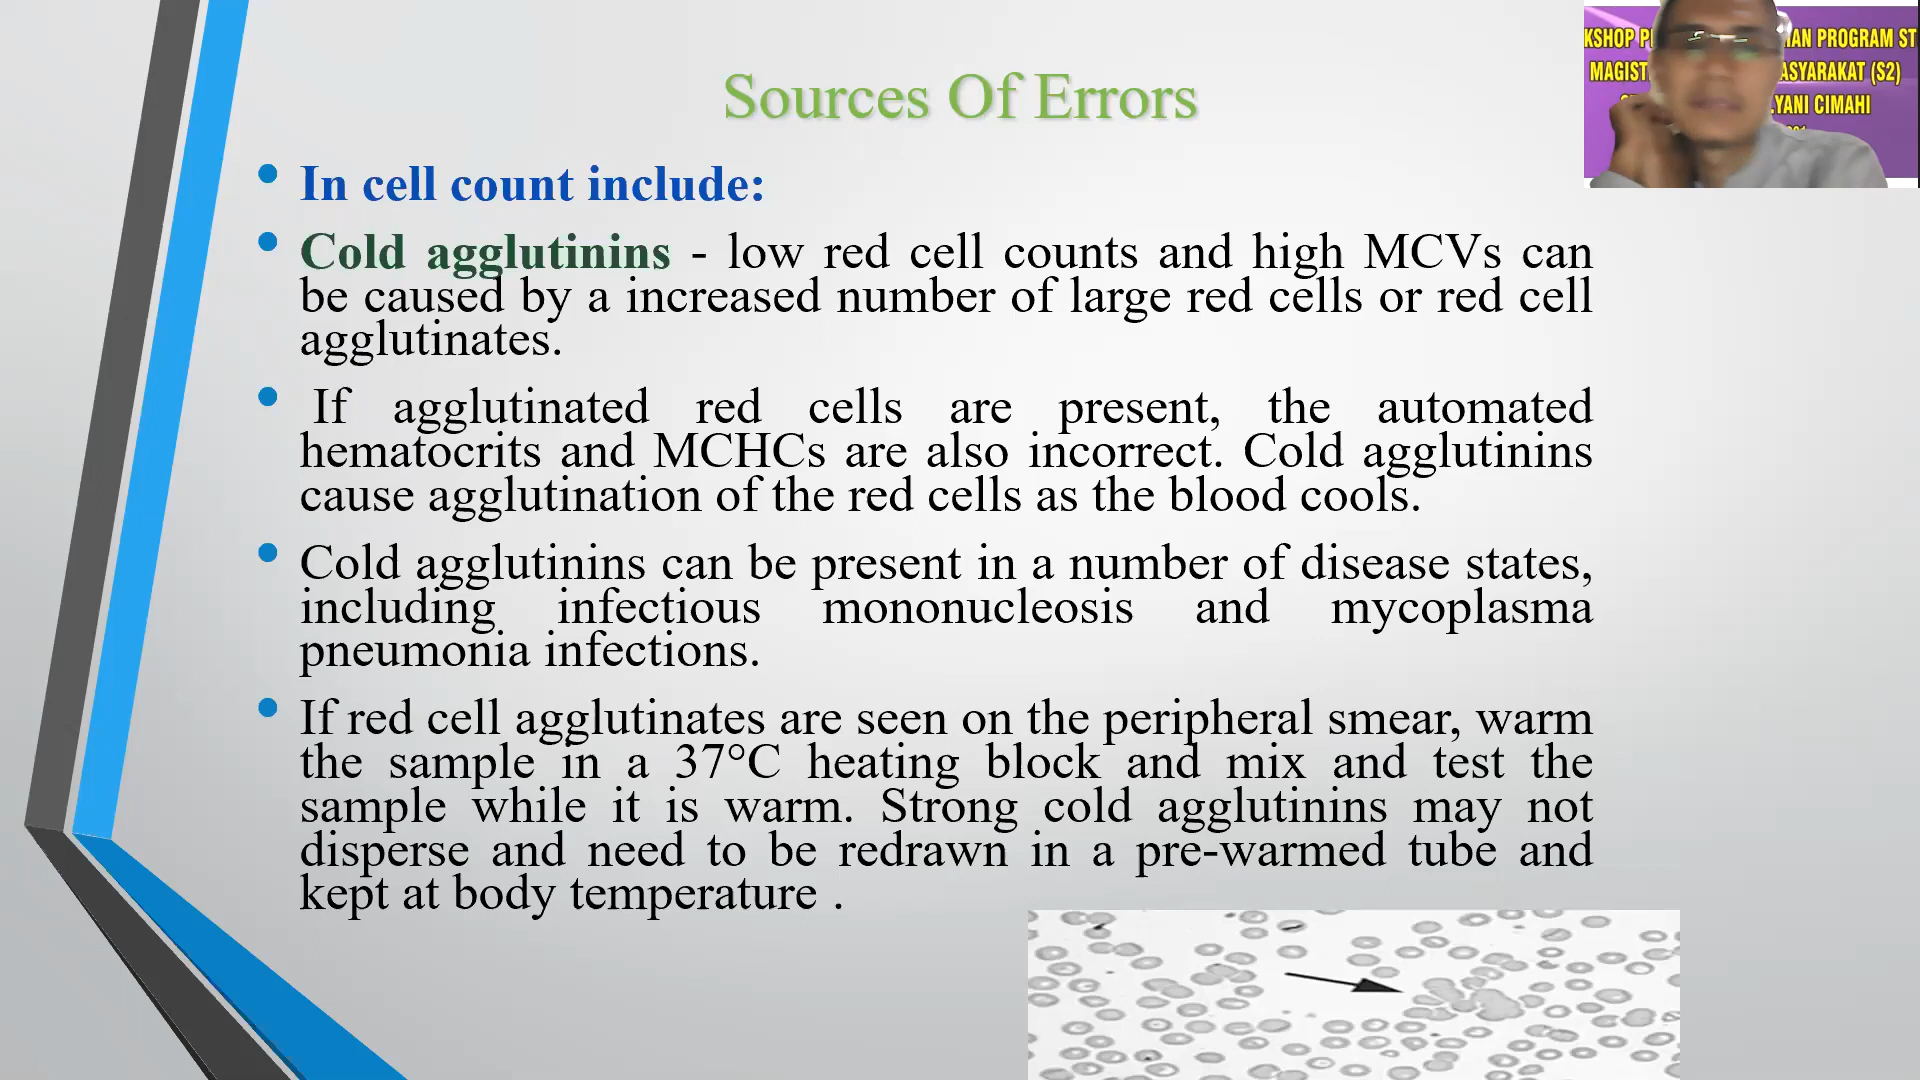 Sources Of Errors
KSHOP
AN PROGRAM ST
MAGIST
ASYARAKAT (S2)
YANI CIMAHI
In cell count include:
Cold agglutinins - low red cell counts and high MCVs can
be caused by a increased number of large red cells or red cell
agglutinates.
If agglutinated red cells are present, the automated
hematocrits and MCHCs are also incorrect. Cold agglutinins
cause agglutination of the red cells as the blood cools.
Cold agglutinins can be present in a number of disease states,
including infectious mononucleosis and mycoplasma
pneumonia infections.
If red cell agglutinates are seen on the peripheral smear, warm
the sample in a 37°C heating block and mix and test the
sample while it is warm. Strong cold agglutinins may not
disperse and need to be redrawn in a pre-warmed tube and
kept at body temperature .